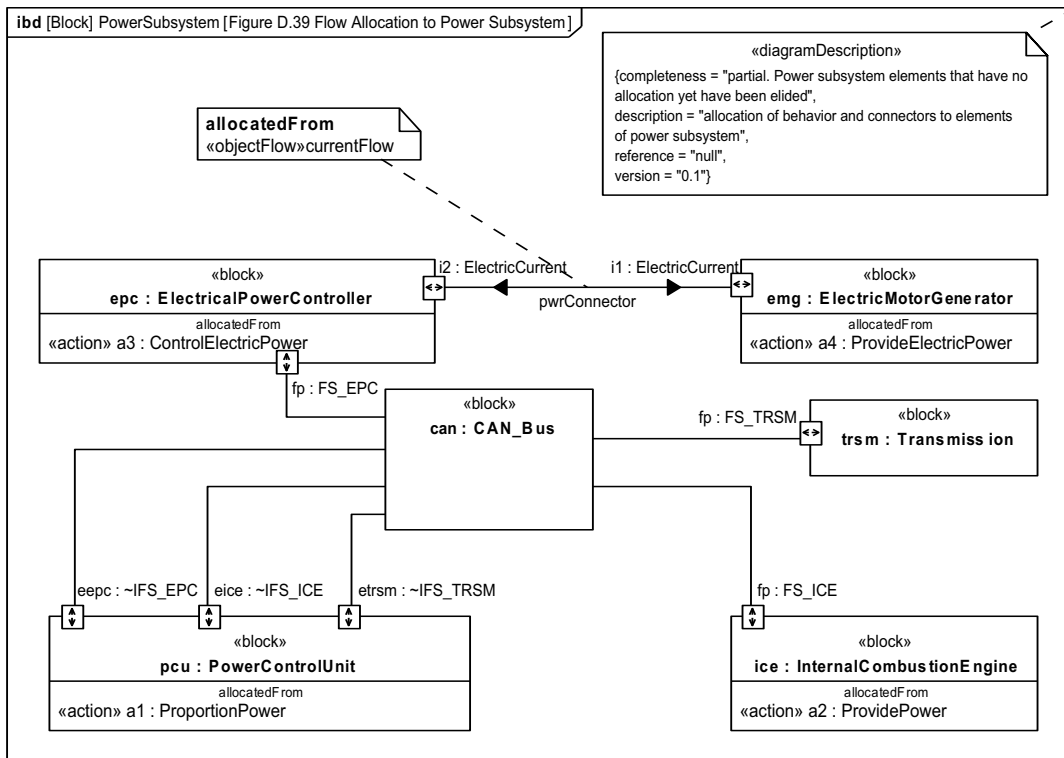 ibd [Block] PowerSubsystem [Figure D.39 Flow Allocation to Power Subsystem]
«diagramDescription»
{completeness = "partial. Power subsystem elements that have no
allocation yet have been elided",
description = "allocation of behavior and connectors to elements
of power subsystem",
reference = "null",
version = "0.1"}
allocatedFrom
«objectFlow»currentFlow
i2 : ElectricCurrent
i1 : ElectricCurrent
pwrConnector
«block»
epc : ElectricalPowerController
allocatedFrom
«action» a3 : ControlElectricPower
«block»
emg : ElectricMotorGenerator
allocatedFrom
«action» a4 : ProvideElectricPower
fp : FS_EPC
«block»
can : CAN_Bus
fp : FS_TRSM
«block»
trsm : Transmission
eepc : ~IFS_EPC
eice : ~IFS_ICE
etrsm : ~IFS_TRSM
fp : FS_ICE
«block»
pcu : PowerControlUnit
allocatedFrom
«action» a1 : ProportionPower
«block»
ice : InternalCombustionEngine
allocatedFrom
«action» a2 : ProvidePower